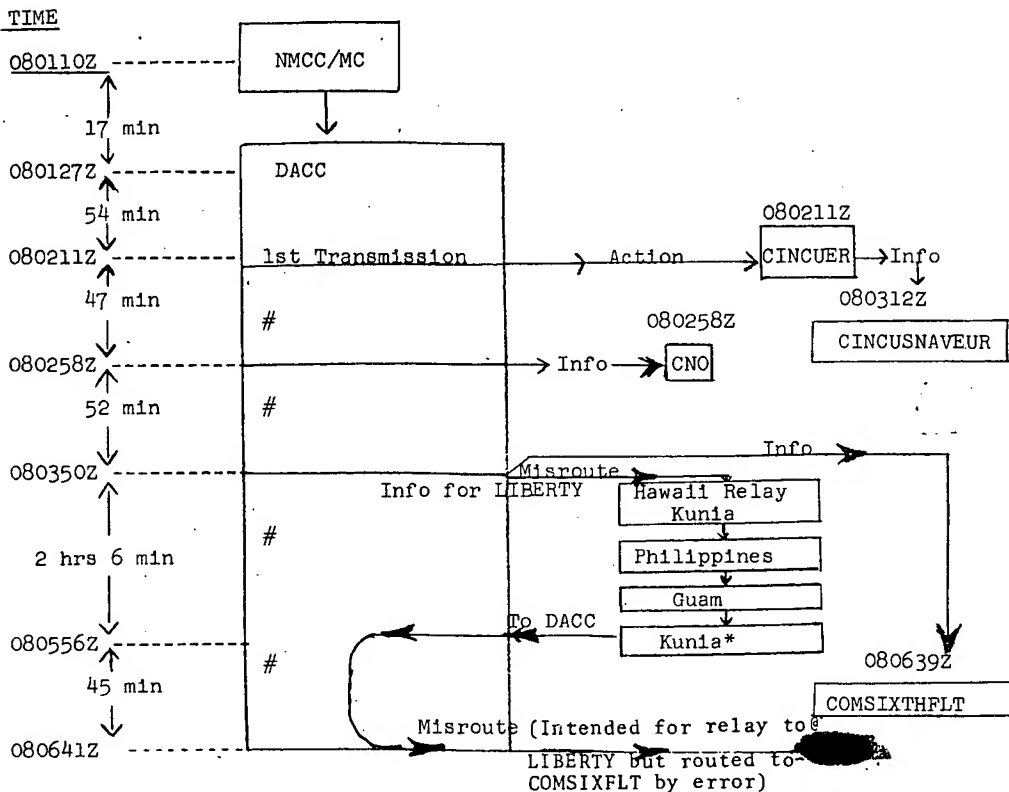 TIME
080110Z
NMCC/MC
17 min
080127Z
DACC
54 min
080211Z
080211Z
1st Transmission
Action
CINCUER
Info
47 min
#
080312Z
CINCUSNAVEUR
080258Z
080258Z
Info
CNO
52 min
#
080350Z
Info
Misroute
Info for LIBERTY
Hawaii Relay
Kunia
2 hrs 6 min
#
Philippines
Guam
To DACC
Kunia*
080556Z
080639Z
45 min
#
COMSIXTHFLT
080641Z
Misroute (Intended for relay to@
LIBERTY but routed to
COMSIXFLT by error)